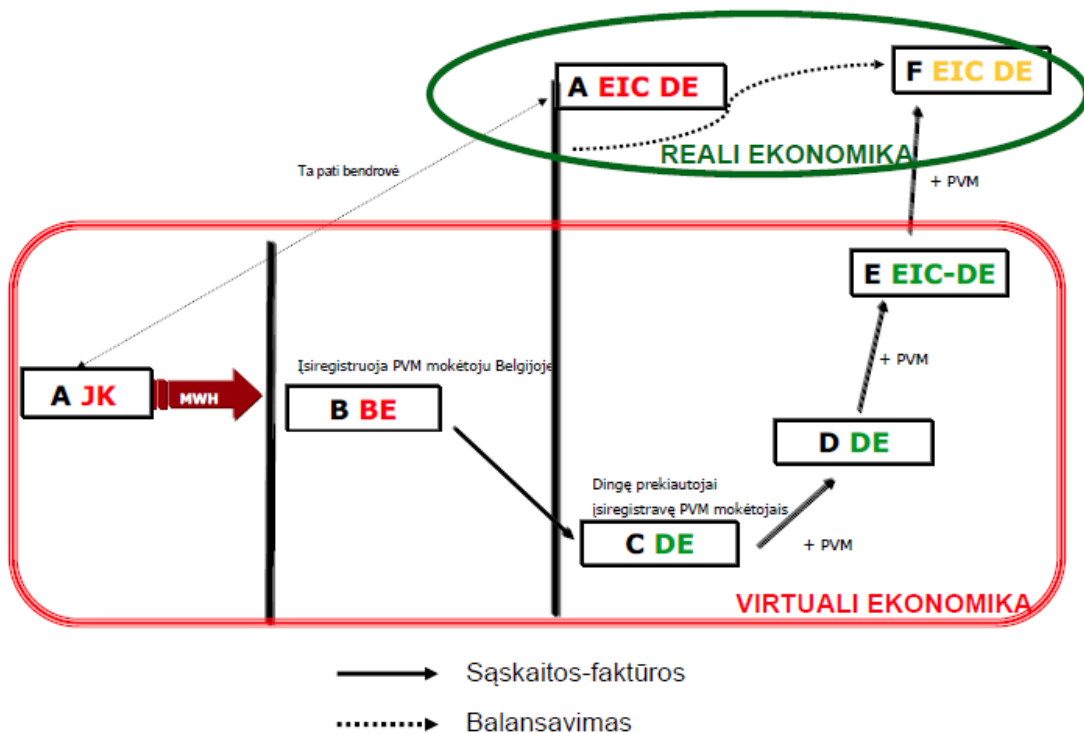 A EIC DE
F EIC DE
REALI EKONOMIKA
Ta pati bendrovė
+ PVM
E EIC-DE
+ PVM
Įsiregistruoja PVM mokėtoju Belgijoje
A JK
MWH
B BE
D DE
Dingę prekiautojai
įsiregistravę PVM mokėtojais
C DE
+ PVM
VIRTUALI EKONOMIKA
Sąskaitos-faktūros
Balansavimas